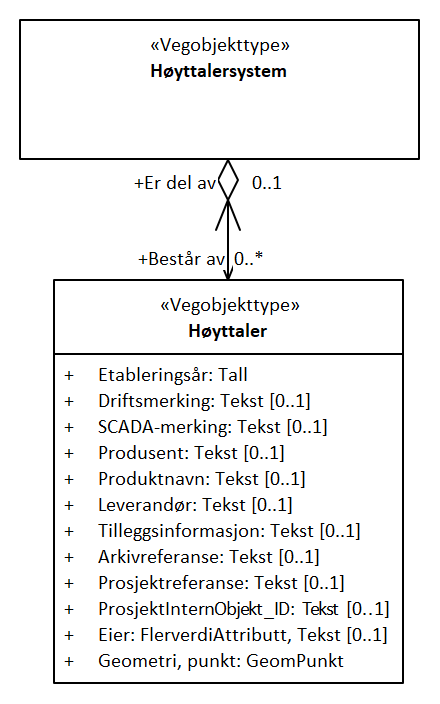 «Vegobjekttype»
Høyttalersystem
+Er del av 0..1
+Består av 0..*
«Vegobjekttype»
Høyttaler
+ Etableringsår: Tall
+ Driftsmerking: Tekst [0..1]
+ SCADA-merking: Tekst [0..1]
+ Produsent: Tekst [0..1]
+ Produktnavn: Tekst [0..1]
+ Leverandør: Tekst [0..1]
+ Tilleggsinformasjon: Tekst [0..1]
+ Arkivreferanse: Tekst [0..1]
+ Prosjektreferanse: Tekst [0..1]
+ ProsjektInternObjekt_ID: Tekst [0..1]
+ Eier: FlerverdiAttributt, Tekst [0..1]
+ Geometri, punkt: GeomPunkt